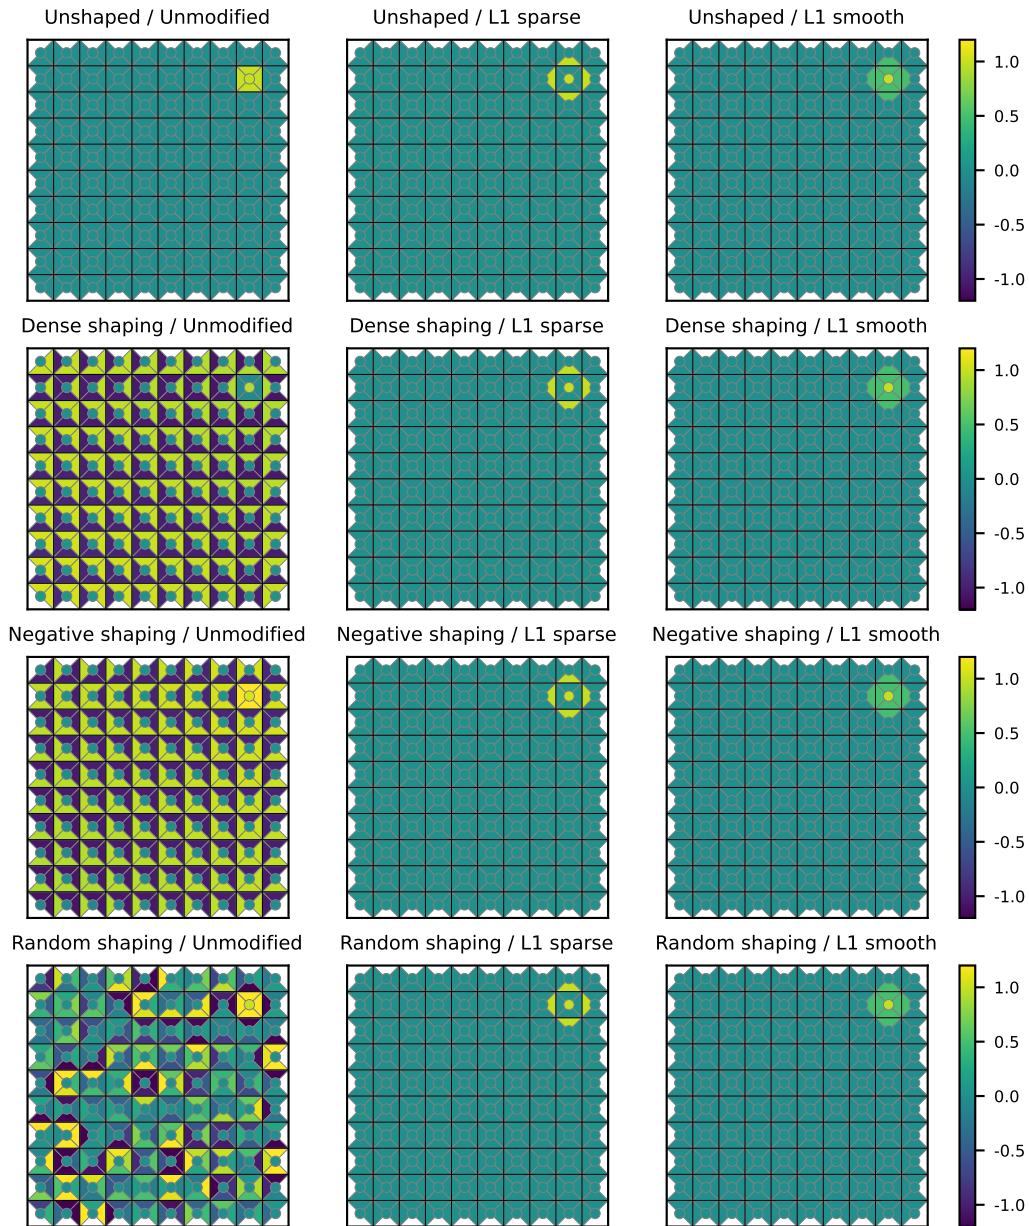 Unshaped / Unmodified
Unshaped / L1 sparse
Unshaped / L1 smooth
1.0
0.5
0.0
-0.5
-1.0
Dense shaping / Unmodified
Dense shaping / L1 sparse
Dense shaping / L1 smooth
1.0
0.5
0.0
-0.5
-1.0
Negative shaping / Unmodified
Negative shaping / L1 sparse
Negative shaping / L1 smooth
1.0
0.5
0.0
-0.5
-1.0
Random shaping / Unmodified
Random shaping / L1 sparse
Random shaping / L1 smooth
1.0
0.5
0.0
-0.5
-1.0